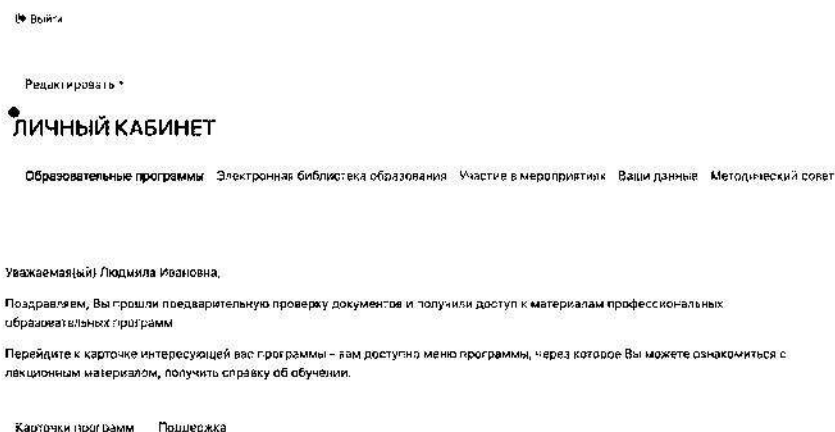 Выйти
Редактировать
ЛИЧНЫЙ КАБИНЕТ
Образовательные программы Электронная библиотека образования Участие в мероприятиях Ваши данные Методический совет
Уважаемая(ый) Людмила Ивановна,
Поздравляем, Вы прошли предварительную проверку документов и получили доступ к материалам профессиональных
образовательных программ
Перейдите к карточке интересующей вас программы – вам доступно меню программы, через которое Вы можете ознакомиться с
лекционным материалом, получить справку об обучении.
Карточки программ Поддержка